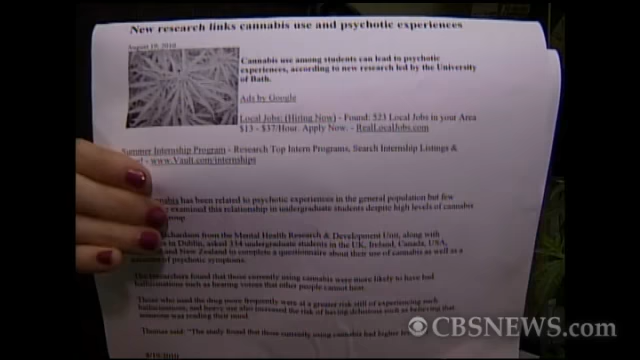 New research links cannabis use and psychotic experiences
August 19, 2010
Cannabis use among students can lead to psychotic
experiences, according to new research led by the University
of Bath.
Ads by Google
Local Jobs: (Hiring Now) - Found: 523 Local Jobs in your Area
$13 - $37/Hour. Apply Now. - RealLocalJobs.com
Summer Internship Program - Research Top Intern Programs, Search Internship Listings &
- www.Vault.com/internships
has been related to psychotic experiences in the general population but few
examined this relationship in undergraduate students despite high levels of cannabis
group.
Richardson from the Mental Health Research & Development Unit, along with
in Dublin, asked 334 undergraduate students in the UK, Ireland, Canada, USA,
and New Zealand to complete a questionnaire about their use of cannabis as well as a
of psychotic symptoms.
The researchers found that those currently using cannabis were more likely to have had
hallucinations such as hearing voices that other people cannot hear.
Those who used the drug more frequently were at a greater risk still of experiencing such
hallucinations, and heavy use also increased the risk of having delusions such as believing that
someone was reading their mind.
Thomas said: "The study found that those currently using cannabis had higher
CBSNEWS.com